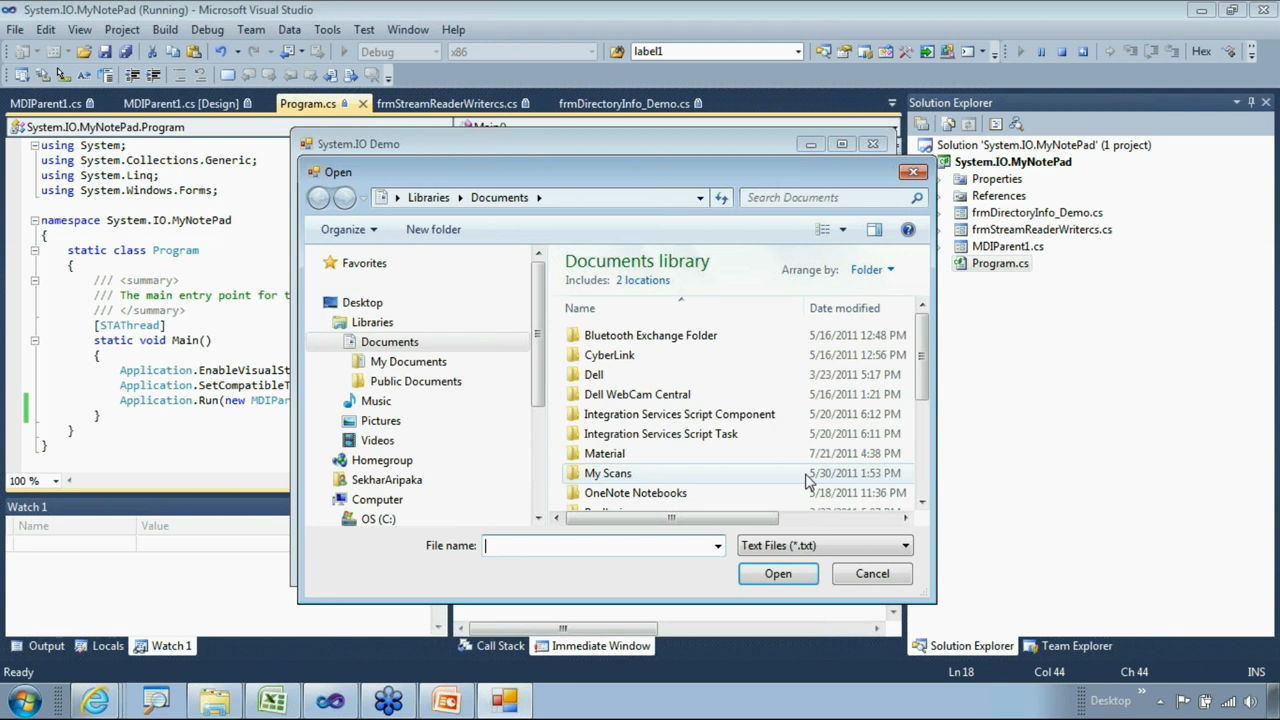 System.IO.MyNotePad (Running) - Microsoft Visual Studio
File Edit View Project Build Debug Team Data Tools Test Window Help
Debug x86 label1 Hex
MDIParent1.cs MDIParent1.cs [Design] Program.cs frmStreamReaderWritercs.cs frmDirectoryInfo_Demo.cs
System.IO.MyNotePad.Program
using System;
using System.Collections.Generic;
using System.Linq;
using System.Windows.Forms;
namespace System.IO.MyNotePad
{
static class Program
{
/// <summary>
/// The main entry point for t
/// </summary>
[STAThread]
static void Main()
{
Application.EnableVisualSt
Application.SetCompatibleT
Application.Run(new MDIPar
}
}
}
100 %
Watch 1
Name Value
Output Locals Watch 1
Call Stack Immediate Window
System.IO Demo
Open
Libraries Documents
Search Documents
Organize New folder
Favorites
Desktop
Libraries
Documents
My Documents
Public Documents
Music
Pictures
Videos
Homegroup
SekharAripaka
Computer
OS (C:)
Documents library
Includes: 2 locations
Arrange by: Folder
Name Date modified
Bluetooth Exchange Folder 5/16/2011 12:48 PM
CyberLink 5/16/2011 12:56 PM
Dell 3/23/2011 5:17 PM
Dell WebCam Central 5/16/2011 1:21 PM
Integration Services Script Component 5/20/2011 6:12 PM
Integration Services Script Task 5/20/2011 6:11 PM
Material 7/21/2011 4:38 PM
My Scans 5/30/2011 1:53 PM
OneNote Notebooks 5/18/2011 11:36 PM
File name: Text Files (*.txt)
Open Cancel
Solution Explorer
Solution 'System.IO.MyNotePad' (1 project)
System.IO.MyNotePad
Properties
References
frmDirectoryInfo_Demo.cs
frmStreamReaderWritercs.cs
MDIParent1.cs
Program.cs
Solution Explorer Team Explorer
Ready Ln 18 Col 44 Ch 44 INS
Desktop